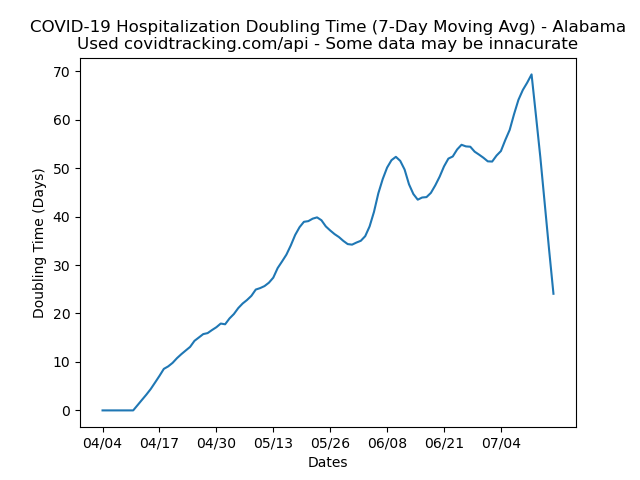 COVID-19 Hospitalization Doubling Time (7-Day Moving Avg) - Alabama
Used covidtracking.com/api - Some data may be innacurate
70
60
50
40
30
20
10
0
Doubling Time (Days)
04/04 04/17 04/30 05/13 05/26 06/08 06/21 07/04
Dates